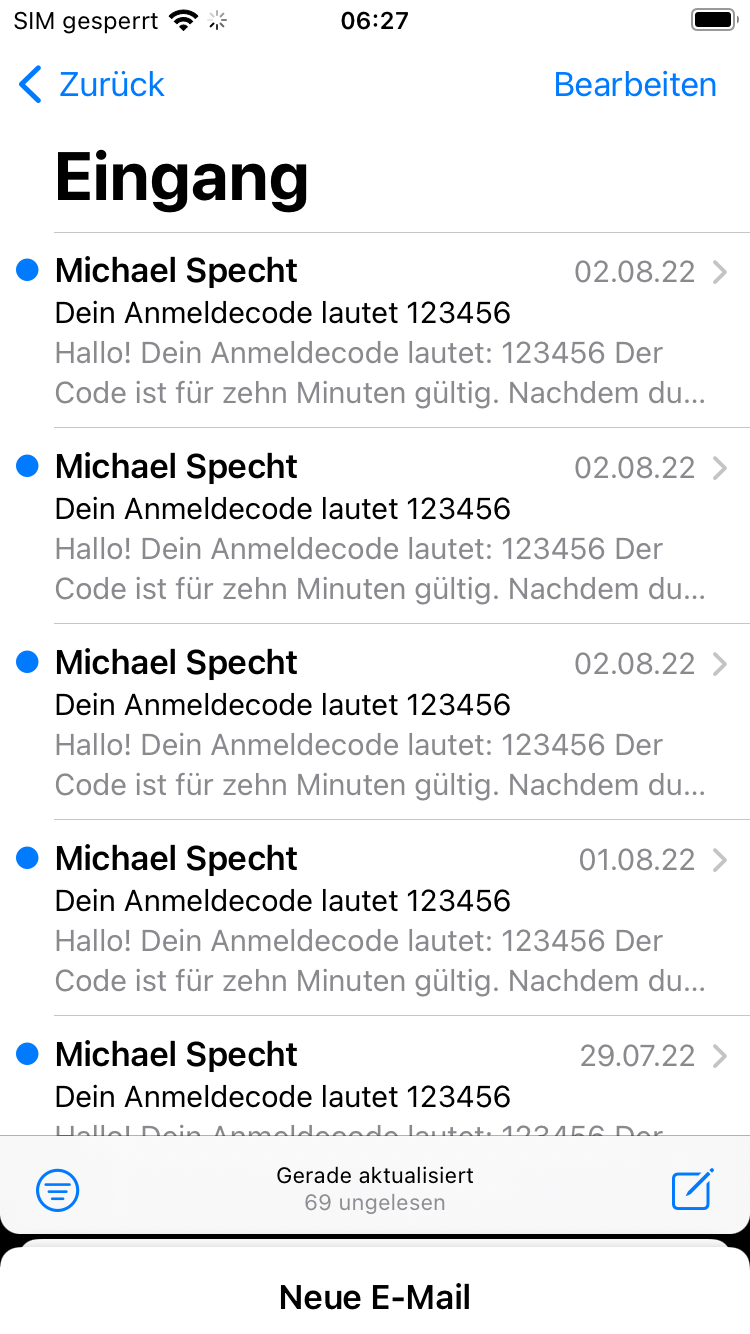 SIM gesperrt 06:27
Zurück Bearbeiten
Eingang
Michael Specht 02.08.22
Dein Anmeldecode lautet 123456
Hallo! Dein Anmeldecode lautet: 123456 Der
Code ist für zehn Minuten gültig. Nachdem du...
Michael Specht 02.08.22
Dein Anmeldecode lautet 123456
Hallo! Dein Anmeldecode lautet: 123456 Der
Code ist für zehn Minuten gültig. Nachdem du...
Michael Specht 02.08.22
Dein Anmeldecode lautet 123456
Hallo! Dein Anmeldecode lautet: 123456 Der
Code ist für zehn Minuten gültig. Nachdem du...
Michael Specht 01.08.22
Dein Anmeldecode lautet 123456
Hallo! Dein Anmeldecode lautet: 123456 Der
Code ist für zehn Minuten gültig. Nachdem du...
Michael Specht 29.07.22
Dein Anmeldecode lautet 123456
Hallo! Dein Anmeldecode lautet: 123456 Der
Gerade aktualisiert
69 ungelesen
Neue E-Mail